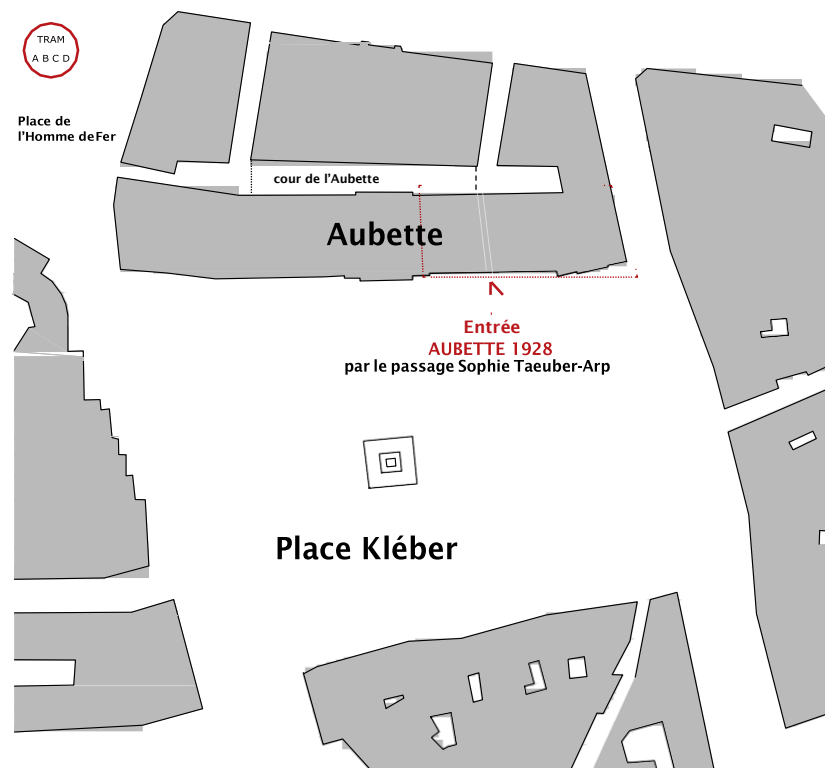 TRAM
A B C D
Place de
l'Homme deFer
cour de l'Aubette
Aubette
Entrée
AUBETTE 1928
par le passage Sophie Taeuber-Arp
Place Kléber